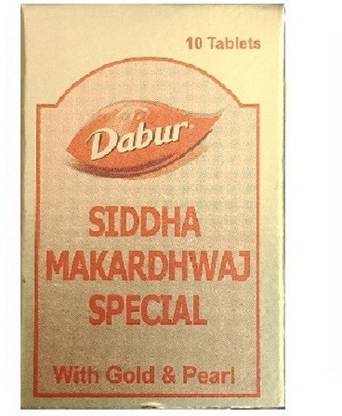 10 Tablets
Dabur
SIDDHA
MAKARDHWAJ
SPECIAL
With Gold & Pearl